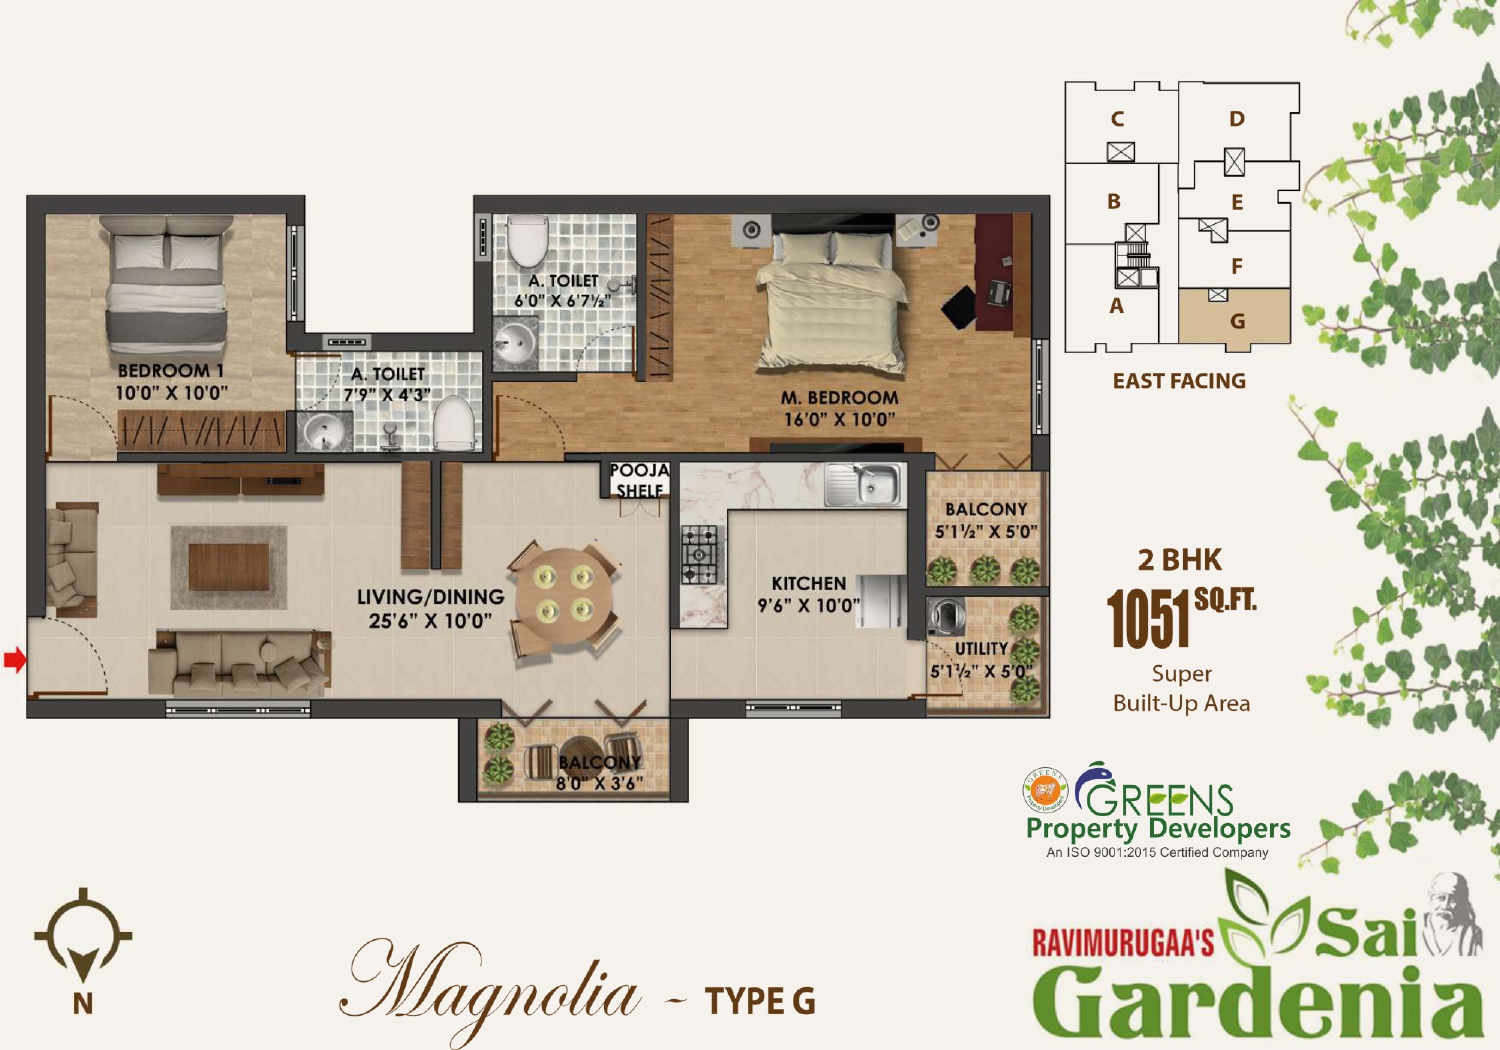 C
D
B
E
F
A
G
EAST FACING
A. TOILET
6'0" X 6'7½"
BEDROOM 1
10'0" X 10'0"
A. TOILET
7'9" X 4'3"
M. BEDROOM
16'0" X 10'0"
POOJA
SHELF
BALCONY
5'1½" X 5'0"
LIVING/DINING
25'6" X 10'0"
KITCHEN
9'6" X 10'0"
UTILITY
5'1½" X 5'0"
BALCONY
8'0" X 3'6"
2 BHK
1051 SQ.FT.
Super
Built-Up Area
GREENS
Property Developers
GREENS
Property Developers
An ISO 9001:2015 Certified Company
N
Magnolia ~ TYPE G
RAVIMURUGAA'S Sai
Gardenia